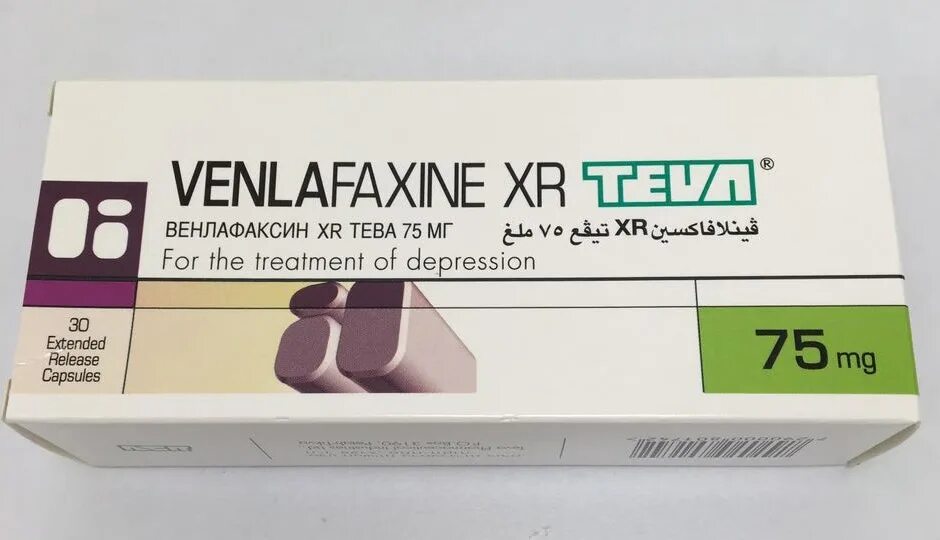 VENLAFAXINE XR TEVA®
ВЕНЛАФАКСИН XR ТЕВА 75 МГ
ڤينلافاكسين XR تيڤع ٧٥ ملغ
For the treatment of depression
30
Extended
Release
Capsules
75 mg
TEVA